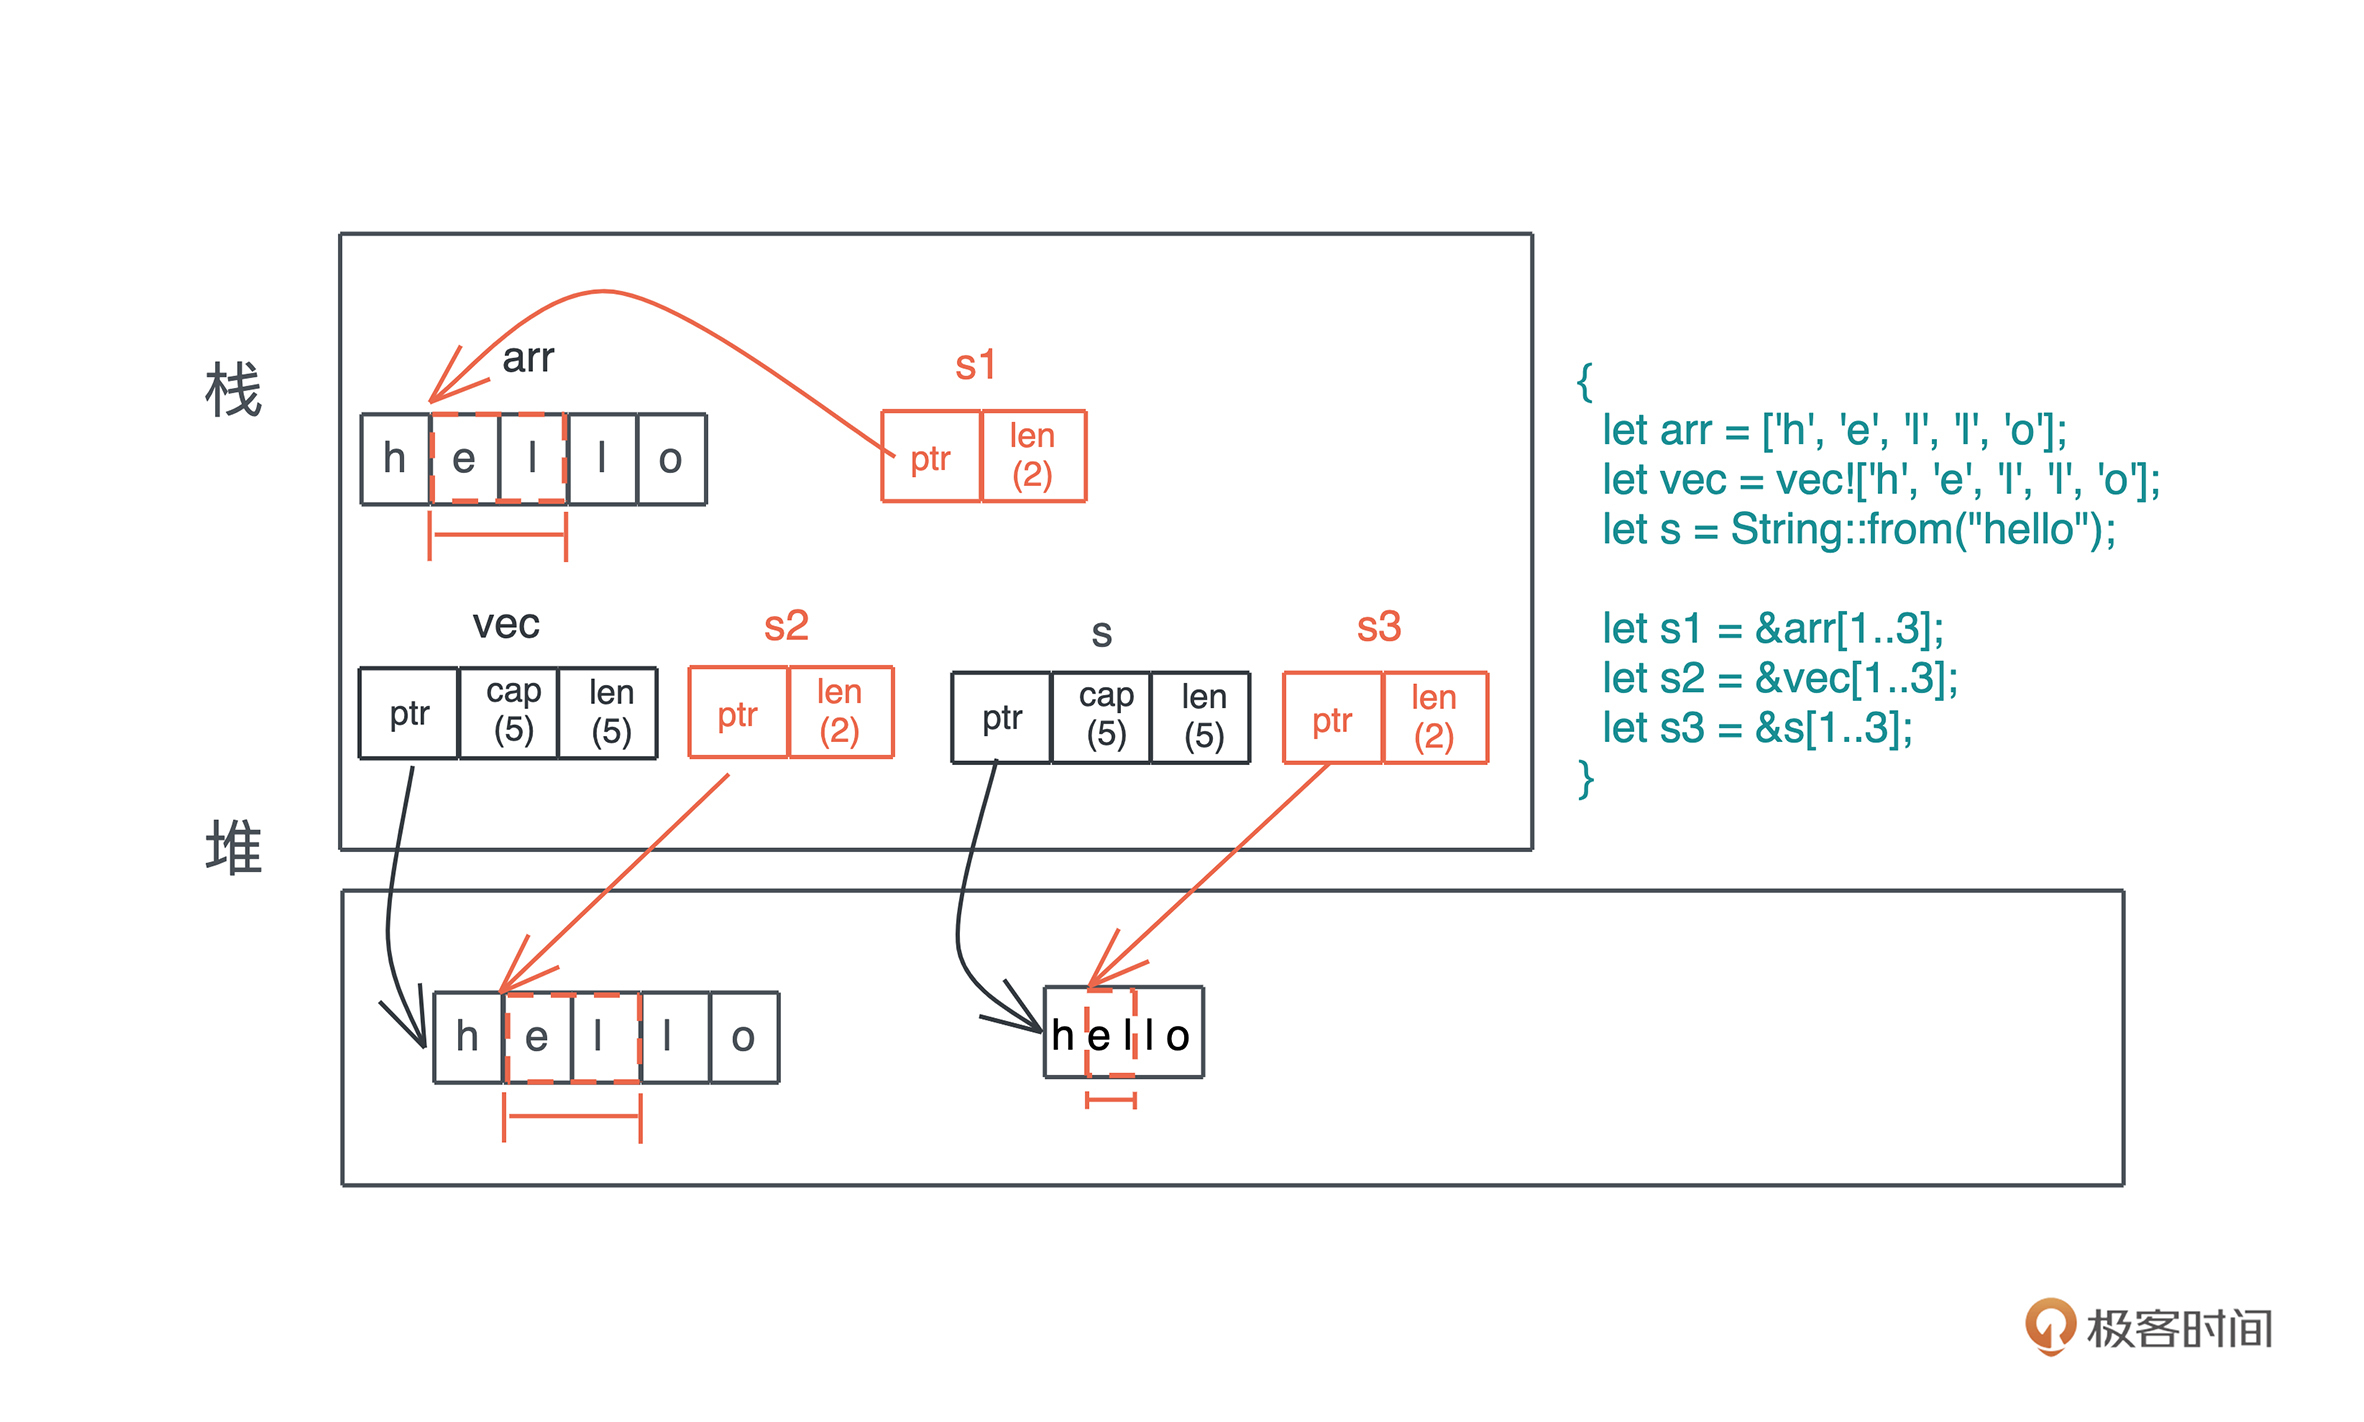 栈
arr
s1
h e l l o
ptr
len
(2)
vec
s2
s
s3
ptr
cap
(5)
len
(5)
ptr
len
(2)
ptr
cap
(5)
len
(5)
ptr
len
(2)
堆
h e l l o
h e l l o
{
let arr = ['h', 'e', 'l', 'l', 'o'];
let vec = vec!['h', 'e', 'l', 'l', 'o'];
let s = String::from("hello");
let s1 = &arr[1..3];
let s2 = &vec[1..3];
let s3 = &s[1..3];
}
极客时间